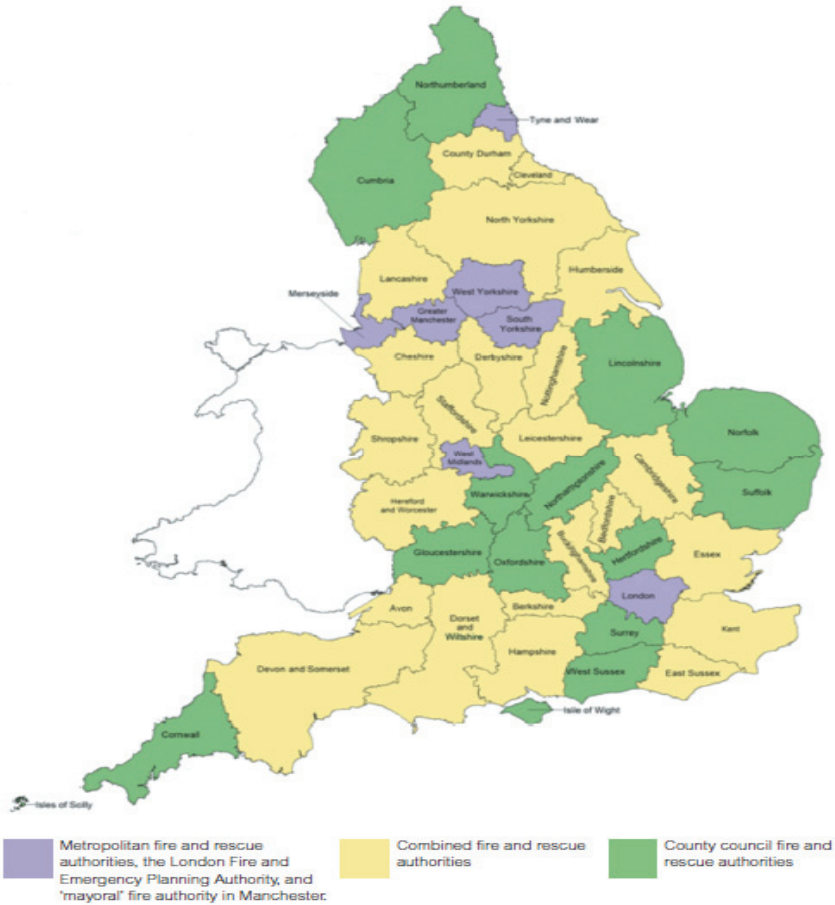 Northumberland
Tyne and Wear
County Durham
Cleveland
Cumbria
North Yorkshire
Lancashire
Humberside
Merseyside
West Yorkshire
Greater
Manchester
South
Yorkshire
Cheshire
Derbyshire
Nottinghamshire
Lincolnshire
Staffordshire
Shropshire
Leicestershire
Norfolk
West
Midlands
Cambridgeshire
Northamptonshire
Warwickshire
Suffolk
Hereford
and Worcester
Bedfordshire
Buckinghamshire
Hertfordshire
Essex
Gloucestershire
Oxfordshire
London
Avon
Berkshire
Dorset
and
Wiltshire
Surrey
Kent
Hampshire
Devon and Somerset
West Sussex
East Sussex
Isile of Wight
Cornwall
Isles of Scilly
Metropolitan fire and rescue
authorities, the London Fire and
Emergency Planning Authority, and
'mayoral' fire authority in Manchester.
Combined fire and rescue
authorities
County council fire and
rescue authorities